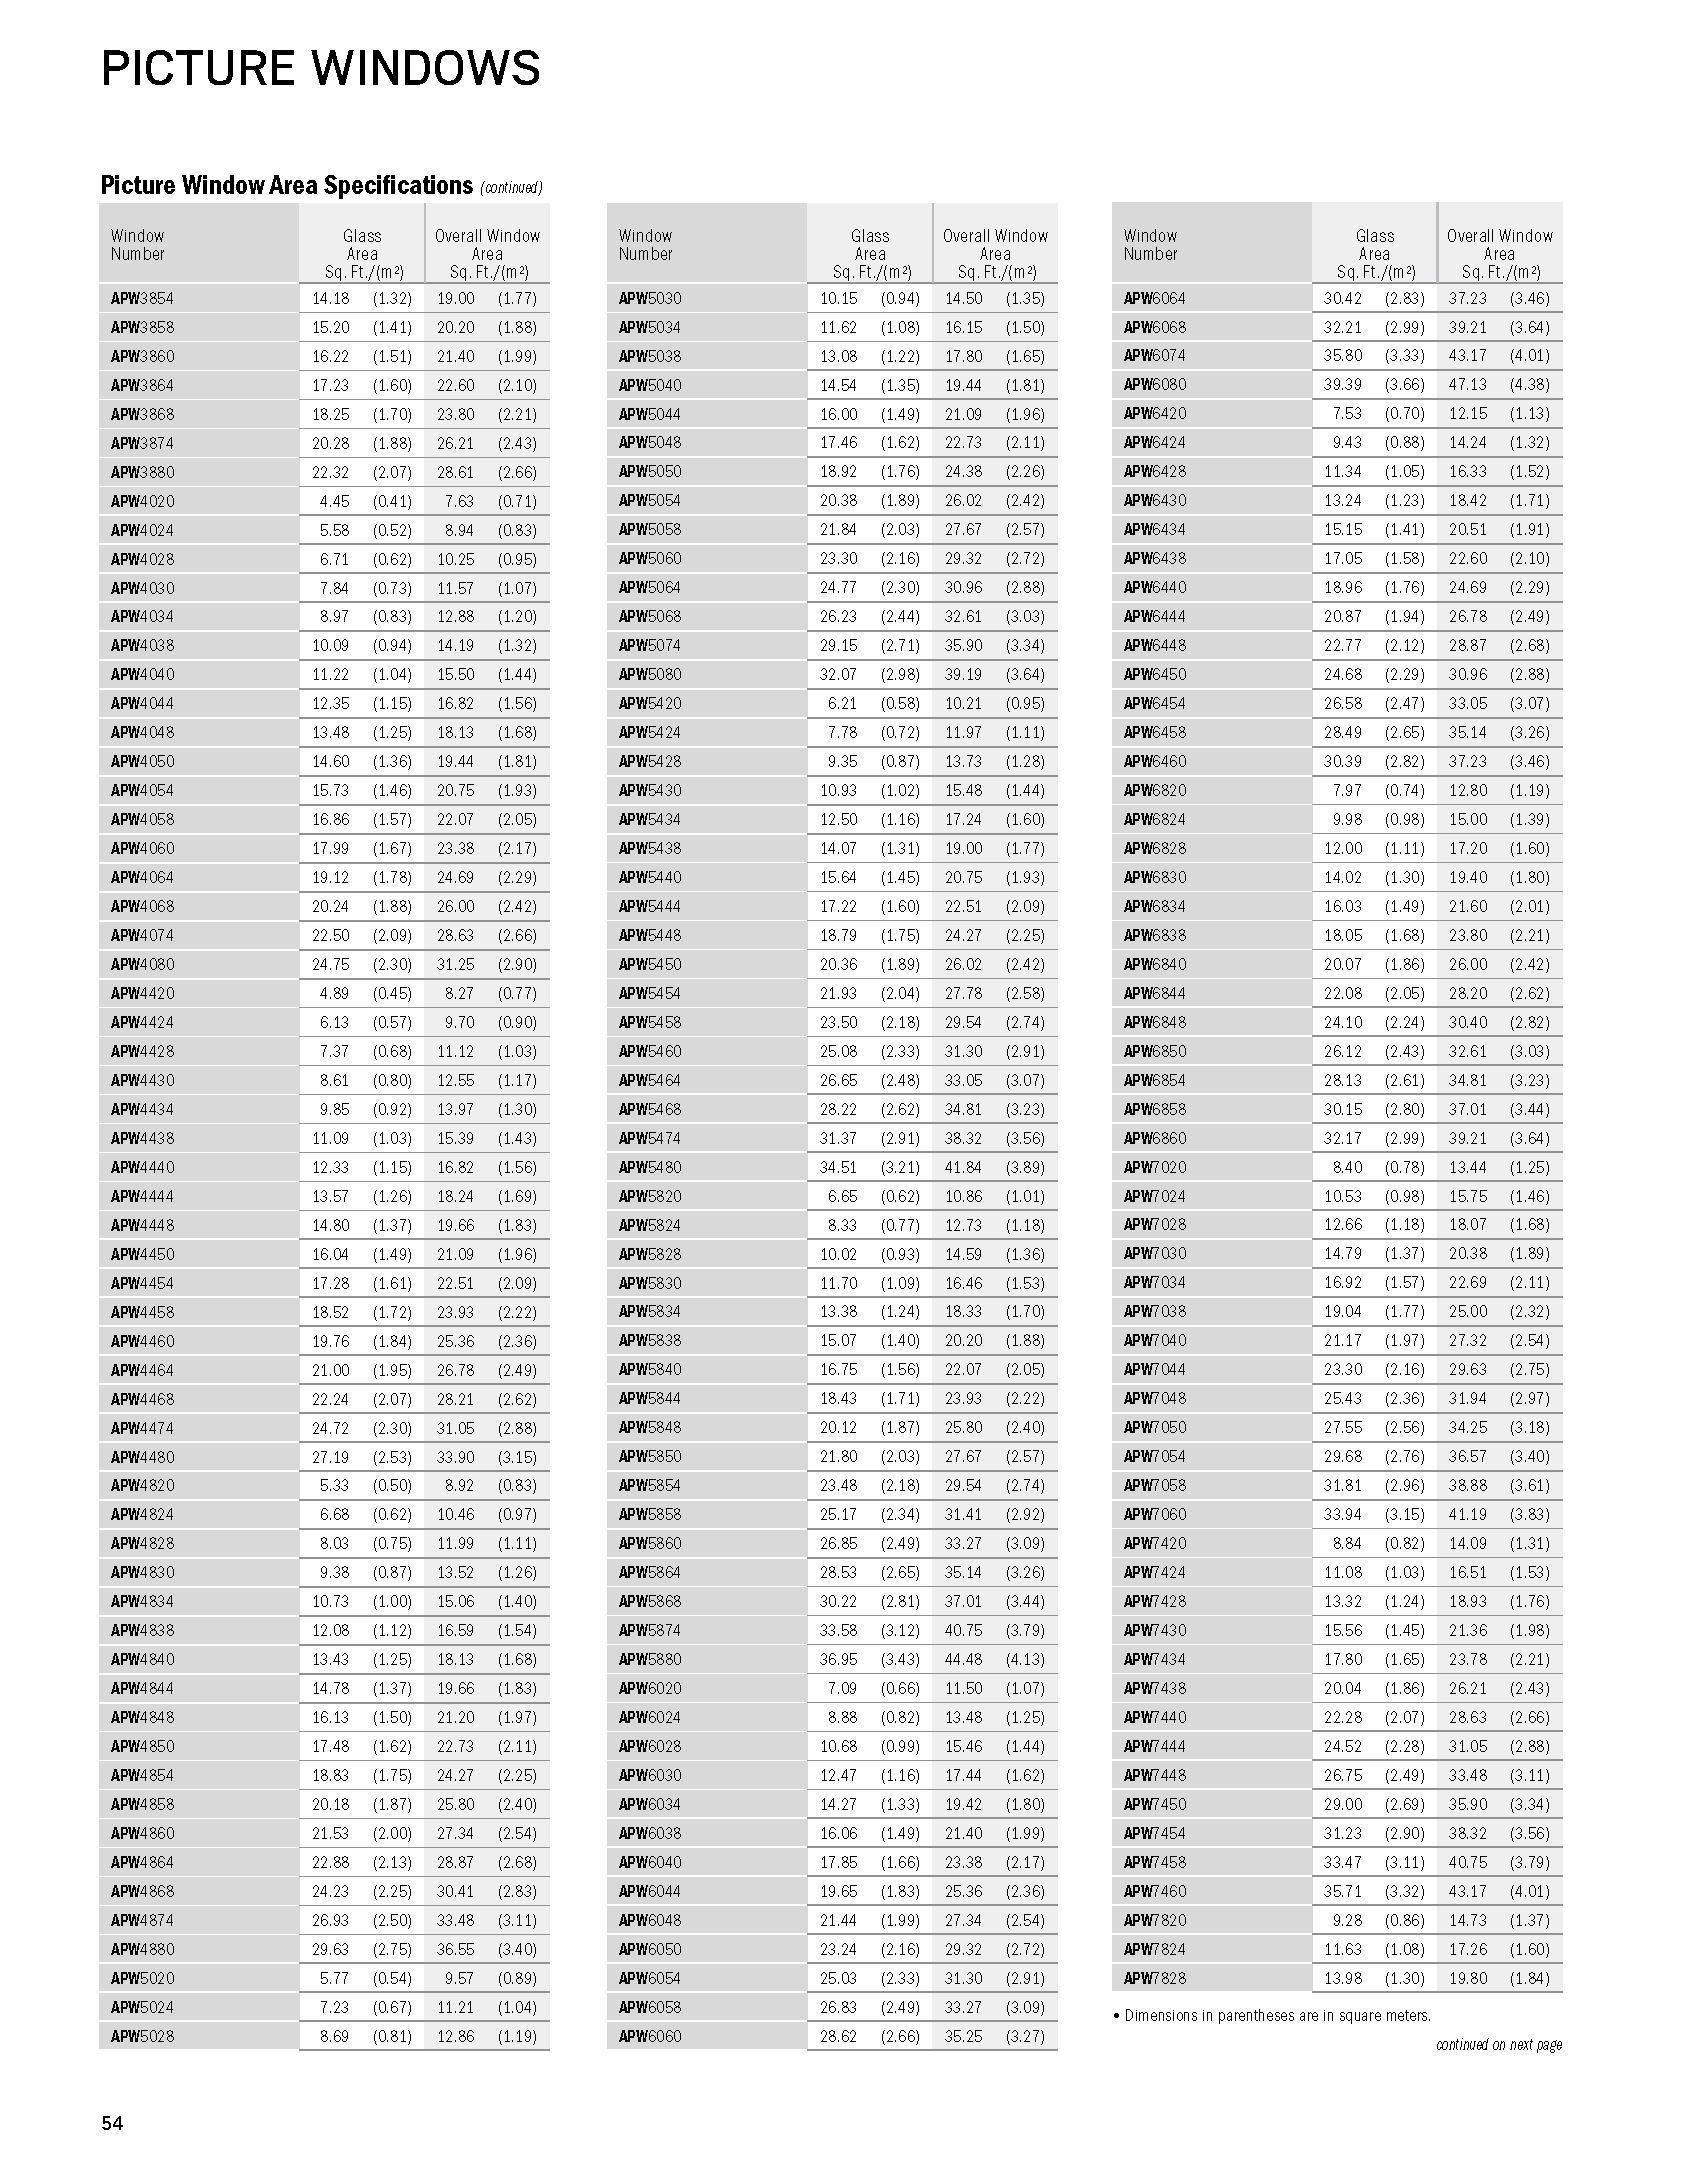 PICTURE WINDOWS
Picture Window Area Specifications (continued)
Window Number Glass Area Sq. Ft./(m²) Overall Window Area Sq. Ft./(m²)
APW3854 14.18 (1.32) 19.00 (1.77)
APW3858 15.20 (1.41) 20.20 (1.88)
APW3860 16.22 (1.51) 21.40 (1.99)
APW3864 17.23 (1.60) 22.60 (2.10)
APW3868 18.25 (1.70) 23.80 (2.21)
APW3874 20.28 (1.88) 26.21 (2.43)
APW3880 22.32 (2.07) 28.61 (2.66)
APW4020 4.45 (0.41) 7.63 (0.71)
APW4024 5.58 (0.52) 8.94 (0.83)
APW4028 6.71 (0.62) 10.25 (0.95)
APW4030 7.84 (0.73) 11.57 (1.07)
APW4034 8.97 (0.83) 12.88 (1.20)
APW4038 10.09 (0.94) 14.19 (1.32)
APW4040 11.22 (1.04) 15.50 (1.44)
APW4044 12.35 (1.15) 16.82 (1.56)
APW4048 13.48 (1.25) 18.13 (1.68)
APW4050 14.60 (1.36) 19.44 (1.81)
APW4054 15.73 (1.46) 20.75 (1.93)
APW4058 16.86 (1.57) 22.07 (2.05)
APW4060 17.99 (1.67) 23.38 (2.17)
APW4064 19.12 (1.78) 24.69 (2.29)
APW4068 20.24 (1.88) 26.00 (2.42)
APW4074 22.50 (2.09) 28.63 (2.66)
APW4080 24.75 (2.30) 31.25 (2.90)
APW4420 4.89 (0.45) 8.27 (0.77)
APW4424 6.13 (0.57) 9.70 (0.90)
APW4428 7.37 (0.68) 11.12 (1.03)
APW4430 8.61 (0.80) 12.55 (1.17)
APW4434 9.85 (0.92) 13.97 (1.30)
APW4438 11.09 (1.03) 15.39 (1.43)
APW4440 12.33 (1.15) 16.82 (1.56)
APW4444 13.57 (1.26) 18.24 (1.69)
APW4448 14.80 (1.37) 19.66 (1.83)
APW4450 16.04 (1.49) 21.09 (1.96)
APW4454 17.28 (1.61) 22.51 (2.09)
APW4458 18.52 (1.72) 23.93 (2.22)
APW4460 19.76 (1.84) 25.36 (2.36)
APW4464 21.00 (1.95) 26.78 (2.49)
APW4468 22.24 (2.07) 28.21 (2.62)
APW4474 24.72 (2.30) 31.05 (2.88)
APW4480 27.19 (2.53) 33.90 (3.15)
APW4820 5.33 (0.50) 8.92 (0.83)
APW4824 6.68 (0.62) 10.46 (0.97)
APW4828 8.03 (0.75) 11.99 (1.11)
APW4830 9.38 (0.87) 13.52 (1.26)
APW4834 10.73 (1.00) 15.06 (1.40)
APW4838 12.08 (1.12) 16.59 (1.54)
APW4840 13.43 (1.25) 18.13 (1.68)
APW4844 14.78 (1.37) 19.66 (1.83)
APW4848 16.13 (1.50) 21.20 (1.97)
APW4850 17.48 (1.62) 22.73 (2.11)
APW4854 18.83 (1.75) 24.27 (2.25)
APW4858 20.18 (1.87) 25.80 (2.40)
APW4860 21.53 (2.00) 27.34 (2.54)
APW4864 22.88 (2.13) 28.87 (2.68)
APW4868 24.23 (2.25) 30.41 (2.83)
APW4874 26.93 (2.50) 33.48 (3.11)
APW4880 29.63 (2.75) 36.55 (3.40)
APW5020 5.77 (0.54) 9.57 (0.89)
APW5024 7.23 (0.67) 11.21 (1.04)
APW5028 8.69 (0.81) 12.86 (1.19)
Window Number Glass Area Sq. Ft./(m²) Overall Window Area Sq. Ft./(m²)
APW5030 10.15 (0.94) 14.50 (1.35)
APW5034 11.62 (1.08) 16.15 (1.50)
APW5038 13.08 (1.22) 17.80 (1.65)
APW5040 14.54 (1.35) 19.44 (1.81)
APW5044 16.00 (1.49) 21.09 (1.96)
APW5048 17.46 (1.62) 22.73 (2.11)
APW5050 18.92 (1.76) 24.38 (2.26)
APW5054 20.38 (1.89) 26.02 (2.42)
APW5058 21.84 (2.03) 27.67 (2.57)
APW5060 23.30 (2.16) 29.32 (2.72)
APW5064 24.77 (2.30) 30.96 (2.88)
APW5068 26.23 (2.44) 32.61 (3.03)
APW5074 29.15 (2.71) 35.90 (3.34)
APW5080 32.07 (2.98) 39.19 (3.64)
APW5420 6.21 (0.58) 10.21 (0.95)
APW5424 7.78 (0.72) 11.97 (1.11)
APW5428 9.35 (0.87) 13.73 (1.28)
APW5430 10.93 (1.02) 15.48 (1.44)
APW5434 12.50 (1.16) 17.24 (1.60)
APW5438 14.07 (1.31) 19.00 (1.77)
APW5440 15.64 (1.45) 20.75 (1.93)
APW5444 17.22 (1.60) 22.51 (2.09)
APW5448 18.79 (1.75) 24.27 (2.25)
APW5450 20.36 (1.89) 26.02 (2.42)
APW5454 21.93 (2.04) 27.78 (2.58)
APW5458 23.50 (2.18) 29.54 (2.74)
APW5460 25.08 (2.33) 31.30 (2.91)
APW5464 26.65 (2.48) 33.05 (3.07)
APW5468 28.22 (2.62) 34.81 (3.23)
APW5474 31.37 (2.91) 38.32 (3.56)
APW5480 34.51 (3.21) 41.84 (3.89)
APW5820 6.65 (0.62) 10.86 (1.01)
APW5824 8.33 (0.77) 12.73 (1.18)
APW5828 10.02 (0.93) 14.59 (1.36)
APW5830 11.70 (1.09) 16.46 (1.53)
APW5834 13.38 (1.24) 18.33 (1.70)
APW5838 15.07 (1.40) 20.20 (1.88)
APW5840 16.75 (1.56) 22.07 (2.05)
APW5844 18.43 (1.71) 23.93 (2.22)
APW5848 20.12 (1.87) 25.80 (2.40)
APW5850 21.80 (2.03) 27.67 (2.57)
APW5854 23.48 (2.18) 29.54 (2.74)
APW5858 25.17 (2.34) 31.41 (2.92)
APW5860 26.85 (2.49) 33.27 (3.09)
APW5864 28.53 (2.65) 35.14 (3.26)
APW5868 30.22 (2.81) 37.01 (3.44)
APW5874 33.58 (3.12) 40.75 (3.79)
APW5880 36.95 (3.43) 44.48 (4.13)
APW6020 7.09 (0.66) 11.50 (1.07)
APW6024 8.88 (0.82) 13.48 (1.25)
APW6028 10.68 (0.99) 15.46 (1.44)
APW6030 12.47 (1.16) 17.44 (1.62)
APW6034 14.27 (1.33) 19.42 (1.80)
APW6038 16.06 (1.49) 21.40 (1.99)
APW6040 17.85 (1.66) 23.38 (2.17)
APW6044 19.65 (1.83) 25.36 (2.36)
APW6048 21.44 (1.99) 27.34 (2.54)
APW6050 23.24 (2.16) 29.32 (2.72)
APW6054 25.03 (2.33) 31.30 (2.91)
APW6058 26.83 (2.49) 33.27 (3.09)
APW6060 28.62 (2.66) 35.25 (3.27)
Window Number Glass Area Sq. Ft./(m²) Overall Window Area Sq. Ft./(m²)
APW6064 30.42 (2.83) 37.23 (3.46)
APW6068 32.21 (2.99) 39.21 (3.64)
APW6074 35.80 (3.33) 43.17 (4.01)
APW6080 39.39 (3.66) 47.13 (4.38)
APW6420 7.53 (0.70) 12.15 (1.13)
APW6424 9.43 (0.88) 14.24 (1.32)
APW6428 11.34 (1.05) 16.33 (1.52)
APW6430 13.24 (1.23) 18.42 (1.71)
APW6434 15.15 (1.41) 20.51 (1.91)
APW6438 17.05 (1.58) 22.60 (2.10)
APW6440 18.96 (1.76) 24.69 (2.29)
APW6444 20.87 (1.94) 26.78 (2.49)
APW6448 22.77 (2.12) 28.87 (2.68)
APW6450 24.68 (2.29) 30.96 (2.88)
APW6454 26.58 (2.47) 33.05 (3.07)
APW6458 28.49 (2.65) 35.14 (3.26)
APW6460 30.39 (2.82) 37.23 (3.46)
APW6820 7.97 (0.74) 12.80 (1.19)
APW6824 9.98 (0.98) 15.00 (1.39)
APW6828 12.00 (1.11) 17.20 (1.60)
APW6830 14.02 (1.30) 19.40 (1.80)
APW6834 16.03 (1.49) 21.60 (2.01)
APW6838 18.05 (1.68) 23.80 (2.21)
APW6840 20.07 (1.86) 26.00 (2.42)
APW6844 22.08 (2.05) 28.20 (2.62)
APW6848 24.10 (2.24) 30.40 (2.82)
APW6850 26.12 (2.43) 32.61 (3.03)
APW6854 28.13 (2.61) 34.81 (3.23)
APW6858 30.15 (2.80) 37.01 (3.44)
APW6860 32.17 (2.99) 39.21 (3.64)
APW7020 8.40 (0.78) 13.44 (1.25)
APW7024 10.53 (0.98) 15.75 (1.46)
APW7028 12.66 (1.18) 18.07 (1.68)
APW7030 14.79 (1.37) 20.38 (1.89)
APW7034 16.92 (1.57) 22.69 (2.11)
APW7038 19.04 (1.77) 25.00 (2.32)
APW7040 21.17 (1.97) 27.32 (2.54)
APW7044 23.30 (2.16) 29.63 (2.75)
APW7048 25.43 (2.36) 31.94 (2.97)
APW7050 27.55 (2.56) 34.25 (3.18)
APW7054 29.68 (2.76) 36.57 (3.40)
APW7058 31.81 (2.96) 38.88 (3.61)
APW7060 33.94 (3.15) 41.19 (3.83)
APW7420 8.84 (0.82) 14.09 (1.31)
APW7424 11.08 (1.03) 16.51 (1.53)
APW7428 13.32 (1.24) 18.93 (1.76)
APW7430 15.56 (1.45) 21.36 (1.98)
APW7434 17.80 (1.65) 23.78 (2.21)
APW7438 20.04 (1.86) 26.21 (2.43)
APW7440 22.28 (2.07) 28.63 (2.66)
APW7444 24.52 (2.28) 31.05 (2.88)
APW7448 26.75 (2.49) 33.48 (3.11)
APW7450 29.00 (2.69) 35.90 (3.34)
APW7454 31.23 (2.90) 38.32 (3.56)
APW7458 33.47 (3.11) 40.75 (3.79)
APW7460 35.71 (3.32) 43.17 (4.01)
APW7820 9.28 (0.86) 14.73 (1.37)
APW7824 11.63 (1.08) 17.26 (1.60)
APW7828 13.98 (1.30) 19.80 (1.84)
• Dimensions in parentheses are in square meters.
continued on next page
54